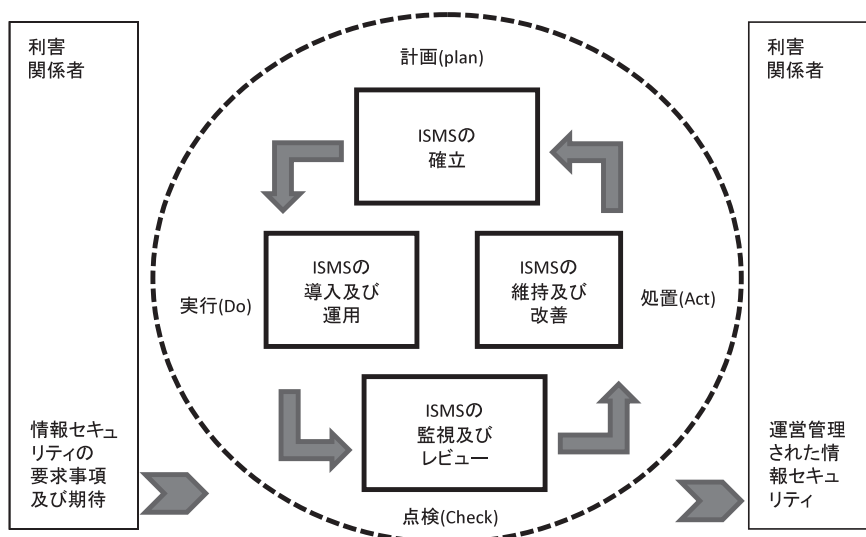 利害
関係者
情報セキュ
リティの
要求事項
及び期待
計画(plan)
ISMSの
確立
実行(Do)
ISMSの
導入及び
運用
ISMSの
維持及び
改善
処置(Act)
ISMSの
監視及び
レビュー
点検(Check)
利害
関係者
運営管理
された情
報セキュ
リティ